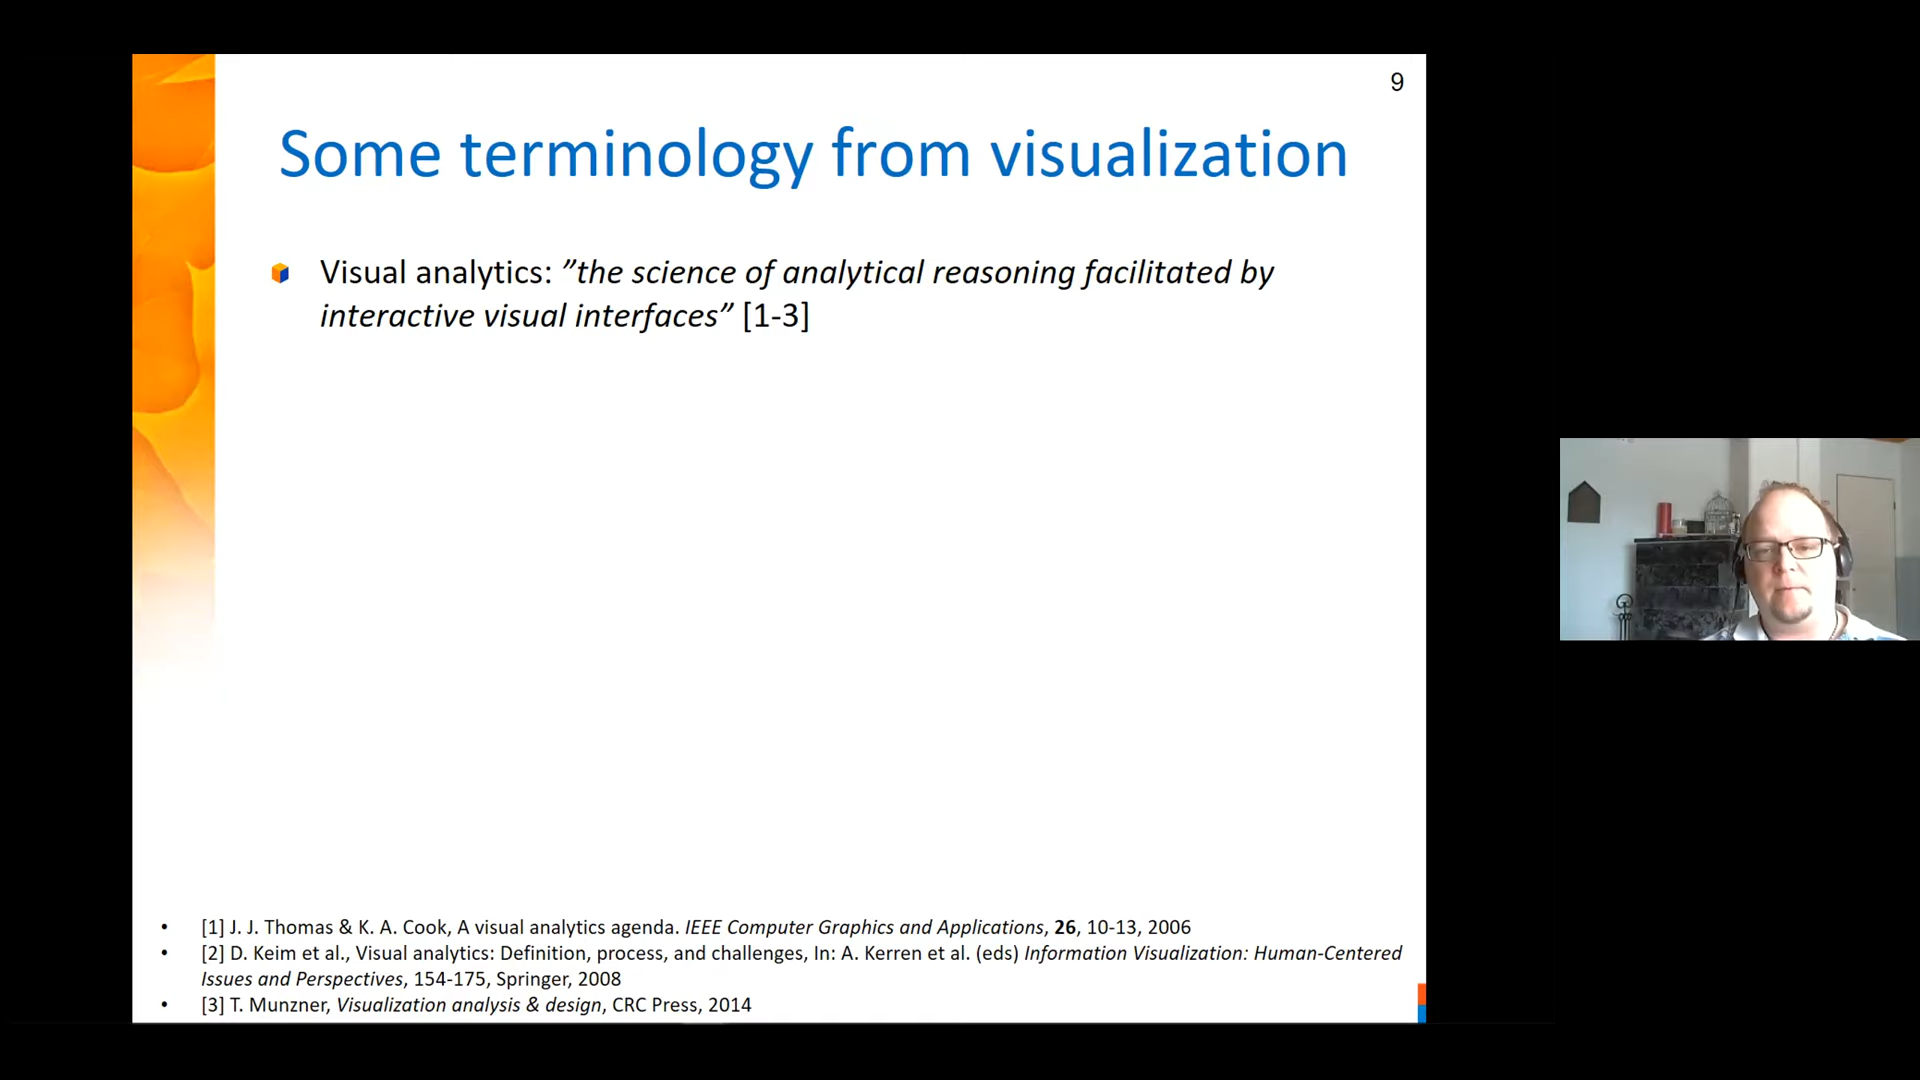 9
Some terminology from visualization
Visual analytics: ”the science of analytical reasoning facilitated by
interactive visual interfaces” [1-3]
• [1] J. J. Thomas & K. A. Cook, A visual analytics agenda. IEEE Computer Graphics and Applications, 26, 10-13, 2006
• [2] D. Keim et al., Visual analytics: Definition, process, and challenges, In: A. Kerren et al. (eds) Information Visualization: Human-Centered
Issues and Perspectives, 154-175, Springer, 2008
• [3] T. Munzner, Visualization analysis & design, CRC Press, 2014